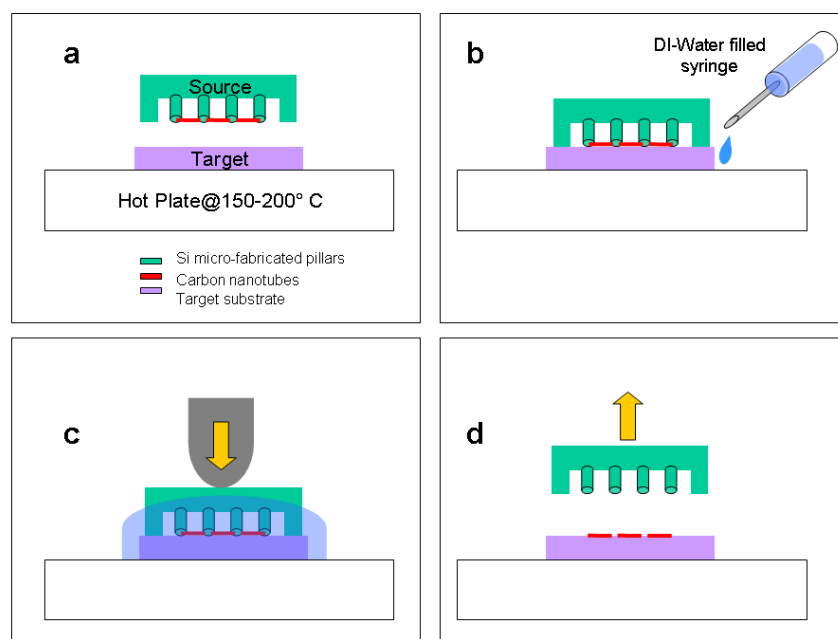 a
Source
Target
Hot Plate@150-200° C
Si micro-fabricated pillars
Carbon nanotubes
Target substrate
b
DI-Water filled
syringe
c
d